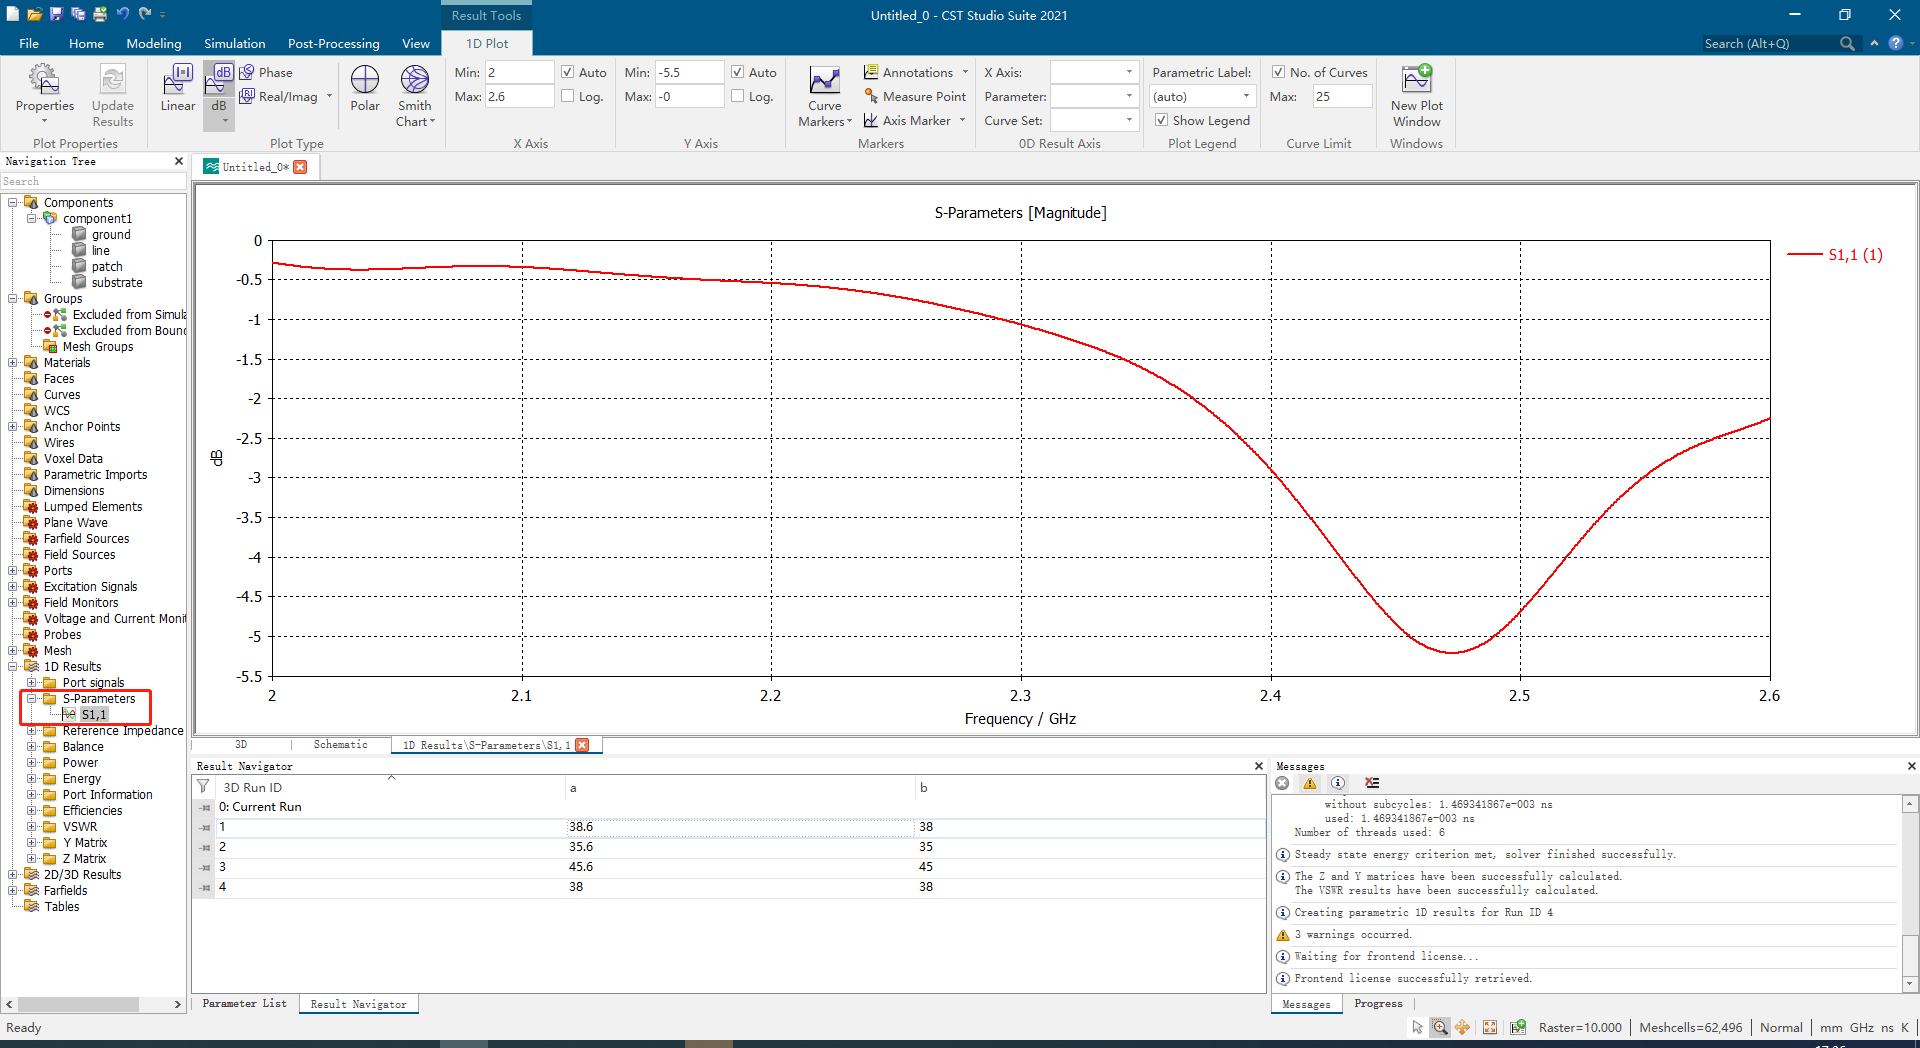 Result Tools
Untitled_0 - CST Studio Suite 2021
File
Home
Modeling
Simulation
Post-Processing
View
1D Plot
Search (Alt+Q)
Properties
Update Results
Plot Properties
Linear
dB
Phase
Real/Imag
Polar
Smith Chart
Plot Type
Min: 2
Auto
Max: 2.6
Log.
X Axis
Min: -5.5
Auto
Max: -0
Log.
Y Axis
Curve Markers
Annotations
Measure Point
Axis Marker
Markers
X Axis:
Parameter:
Curve Set:
0D Result Axis
Parametric Label:
(auto)
Show Legend
Plot Legend
No. of Curves
Max: 25
Curve Limit
New Plot Window
Windows
Navigation Tree
Search
Components
component1
ground
line
patch
substrate
Groups
Excluded from Simula
Excluded from Bound
Mesh Groups
Materials
Faces
Curves
WCS
Anchor Points
Wires
Voxel Data
Parametric Imports
Dimensions
Lumped Elements
Plane Wave
Farfield Sources
Field Sources
Ports
Excitation Signals
Field Monitors
Voltage and Current Monit
Probes
Mesh
1D Results
Port signals
S-Parameters
S1,1
Reference Impedance
Balance
Power
Energy
Port Information
Efficiencies
VSWR
Y Matrix
Z Matrix
2D/3D Results
Farfields
Tables
Untitled_0*
S-Parameters [Magnitude]
S1,1 (1)
0
-0.5
-1
-1.5
-2
-2.5
-3
-3.5
-4
-4.5
-5
-5.5
dB
2
2.1
2.2
2.3
2.4
2.5
2.6
Frequency / GHz
3D
Schematic
1D Results\S-Parameters\S1,1
Result Navigator
3D Run ID a b
0: Current Run
1 38.6 38
2 35.6 35
3 45.6 45
4 38 38
Parameter List
Result Navigator
Messages
without subcycles: 1.469341867e-003 ns
used: 1.469341867e-003 ns
Number of threads used: 6
Steady state energy criterion met, solver finished successfully.
The Z and Y matrices have been successfully calculated.
The VSWR results have been successfully calculated.
Creating parametric 1D results for Run ID 4
3 warnings occurred.
Waiting for frontend license...
Frontend license successfully retrieved.
Messages
Progress
Ready
Raster=10.000
Meshcells=62,496
Normal
mm GHz ns K